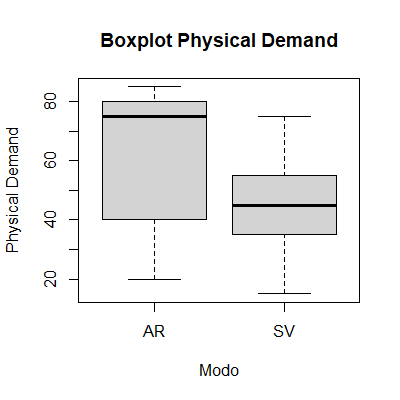 Boxplot Physical Demand
Physical Demand
80
60
40
20
AR SV
Modo